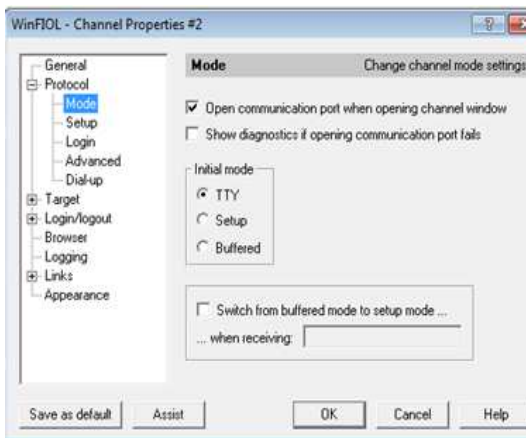 WinFIOL - Channel Properties #2
General
Protocol
Mode
Setup
Login
Advanced
Dial-up
Target
Login/logout
Browser
Logging
Links
Appearance
Mode Change channel mode settings
Open communication port when opening channel window
Show diagnostics if opening communication port fails
Initial mode
TTY
Setup
Buffered
Switch from buffered mode to setup mode ...
... when receiving:
Save as default Assist OK Cancel Help